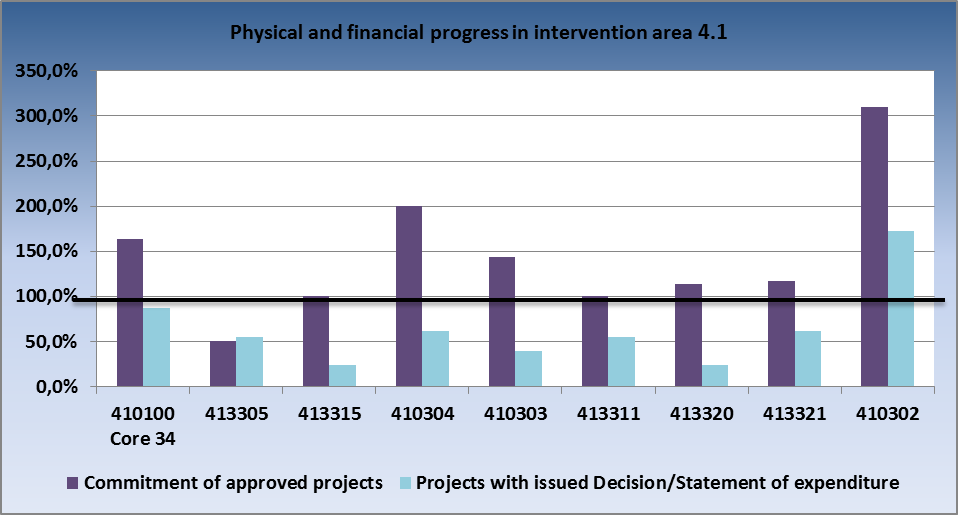 Physical and financial progress in intervention area 4.1
350,0%
300,0%
250,0%
200,0%
150,0%
100,0%
50,0%
0,0%
410100 413305 413315 410304 410303 413311 413320 413321 410302
Core 34
Commitment of approved projects Projects with issued Decision/Statement of expenditure